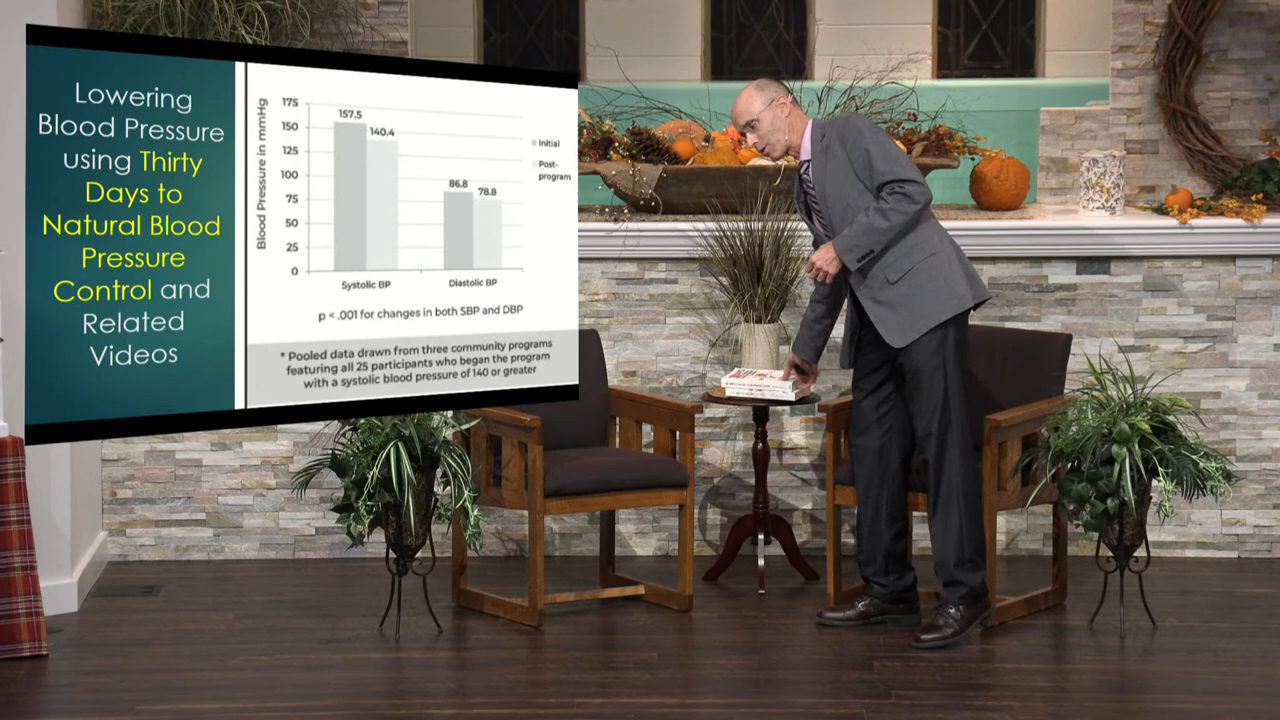 Lowering
Blood Pressure
using Thirty
Days to
Natural Blood
Pressure
Control and
Related
Videos
Blood Pressure in mmHg
175
150
125
100
75
50
25
0
157.5
140.4
86.8
78.8
Initial
Post-
program
Systolic BP
Diastolic BP
p < .001 for changes in both SBP and DBP
* Pooled data drawn from three community programs
featuring all 25 participants who began the program
with a systolic blood pressure of 140 or greater